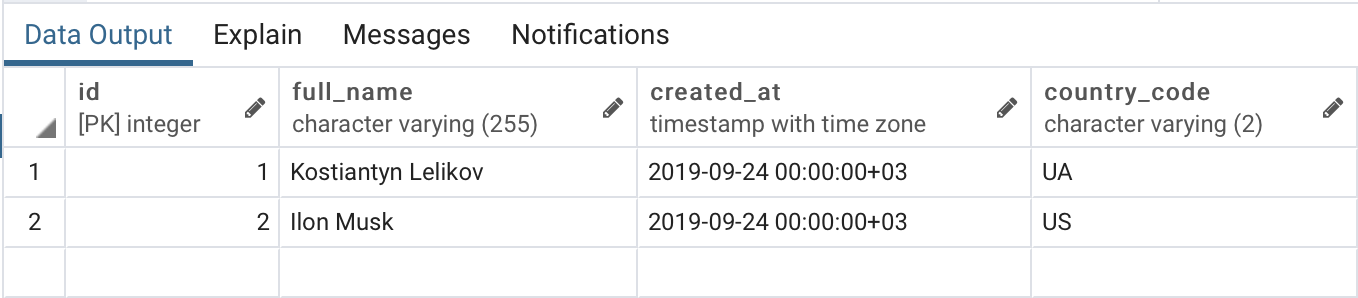 Data Output Explain Messages Notifications
id full_name created_at country_code
[PK] integer character varying (255) timestamp with time zone character varying (2)
1 1 Kostiantyn Lelikov 2019-09-24 00:00:00+03 UA
2 2 Ilon Musk 2019-09-24 00:00:00+03 US